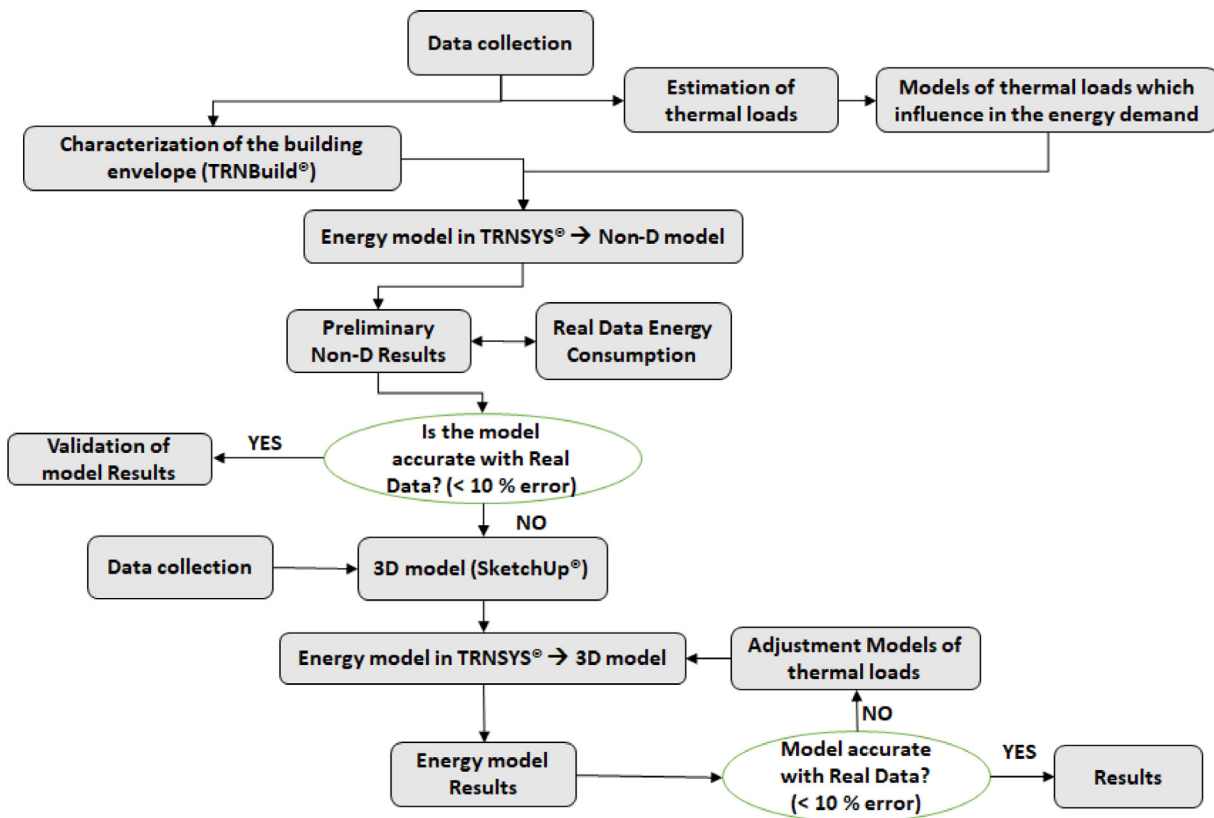 Data collection
Estimation of
thermal loads
Models of thermal loads which
influence in the energy demand
Characterization of the building
envelope (TRNBuild®)
Energy model in TRNSYS® → Non-D model
Preliminary
Non-D Results
Real Data Energy
Consumption
Is the model
accurate with Real
Data? (< 10 % error)
YES
Validation of
model Results
NO
Data collection
3D model (SketchUp®)
Energy model in TRNSYS® → 3D model
Adjustment Models of
thermal loads
NO
Energy model
Results
Model accurate
with Real Data?
(< 10 % error)
YES
Results